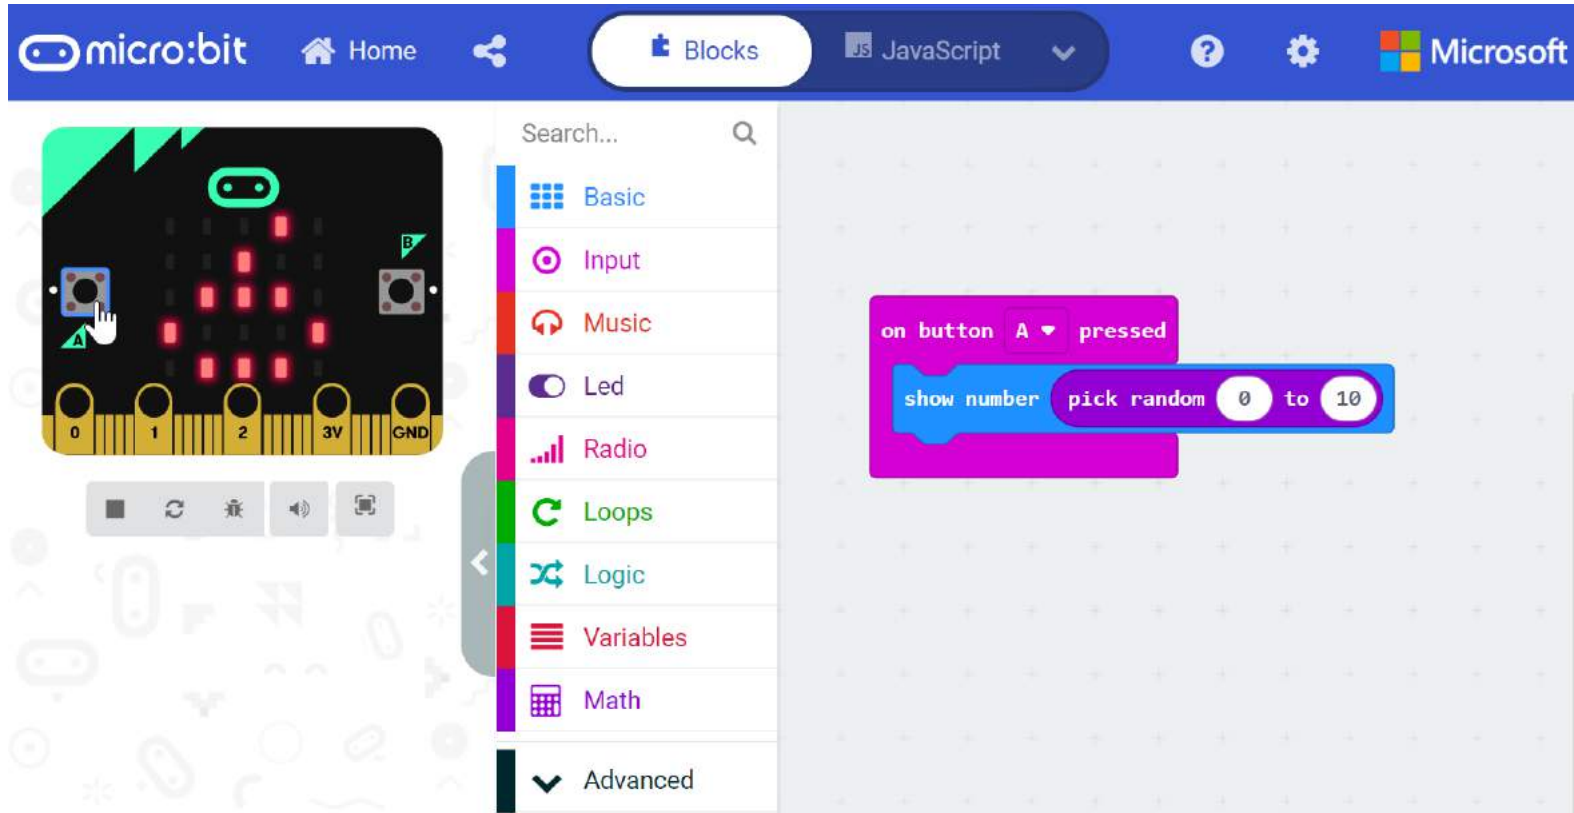 micro:bit Home Blocks JS JavaScript ? Microsoft
Search...
Basic
Input
Music
Led
Radio
Loops
Logic
Variables
Math
Advanced
A
B
0 1 2 3V GND
on button A pressed
show number pick random 0 to 10